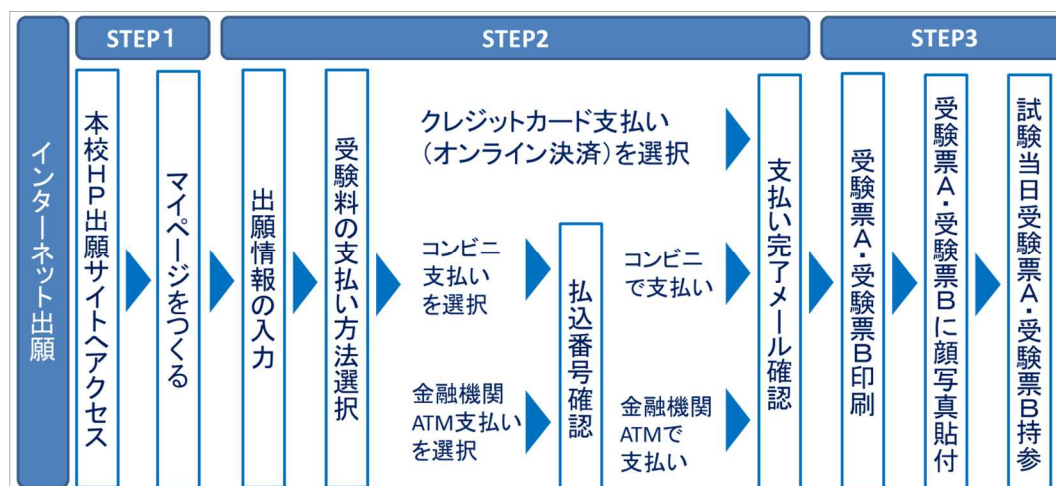 インターネット出願
STEP1
本校HP出願サイトへアクセス
マイページをつくる
STEP2
出願情報の入力
受験料の支払い方法選択
クレジットカード支払い
(オンライン決済)を選択
コンビニ
支払い
を選択
金融機関
ATM支払い
を選択
払込番号確認
コンビニ
で支払い
金融機関
ATMで
支払い
支払い完了メール確認
STEP3
受験票A・受験票B印刷
受験票A・受験票Bに顔写真貼付
試験当日受験票A・受験票B持参